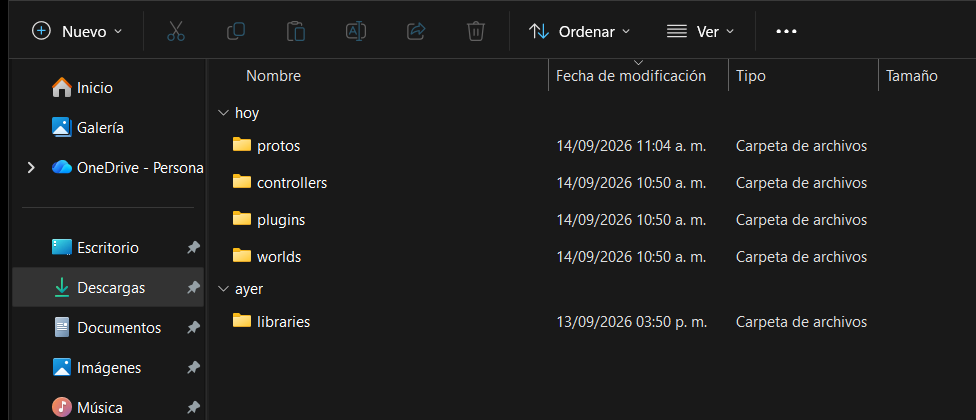 Nuevo Ordenar Ver
Nombre Fecha de modificación Tipo Tamaño
Inicio
Galería
OneDrive - Persona
Escritorio
Descargas
Documentos
Imágenes
Música
hoy
protos 14/09/2026 11:04 a. m. Carpeta de archivos
controllers 14/09/2026 10:50 a. m. Carpeta de archivos
plugins 14/09/2026 10:50 a. m. Carpeta de archivos
worlds 14/09/2026 10:50 a. m. Carpeta de archivos
ayer
libraries 13/09/2026 03:50 p. m. Carpeta de archivos